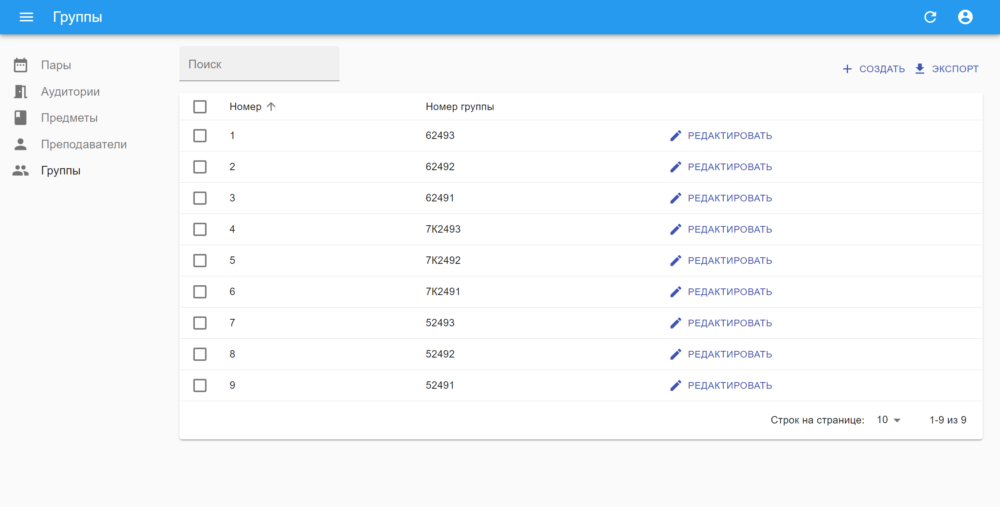 Группы
Пары
Аудитории
Предметы
Преподаватели
Группы
Поиск
СОЗДАТЬ ЭКСПОРТ
Номер Номер группы
1 62493 РЕДАКТИРОВАТЬ
2 62492 РЕДАКТИРОВАТЬ
3 62491 РЕДАКТИРОВАТЬ
4 7К2493 РЕДАКТИРОВАТЬ
5 7К2492 РЕДАКТИРОВАТЬ
6 7К2491 РЕДАКТИРОВАТЬ
7 52493 РЕДАКТИРОВАТЬ
8 52492 РЕДАКТИРОВАТЬ
9 52491 РЕДАКТИРОВАТЬ
Строк на странице: 10 1-9 из 9